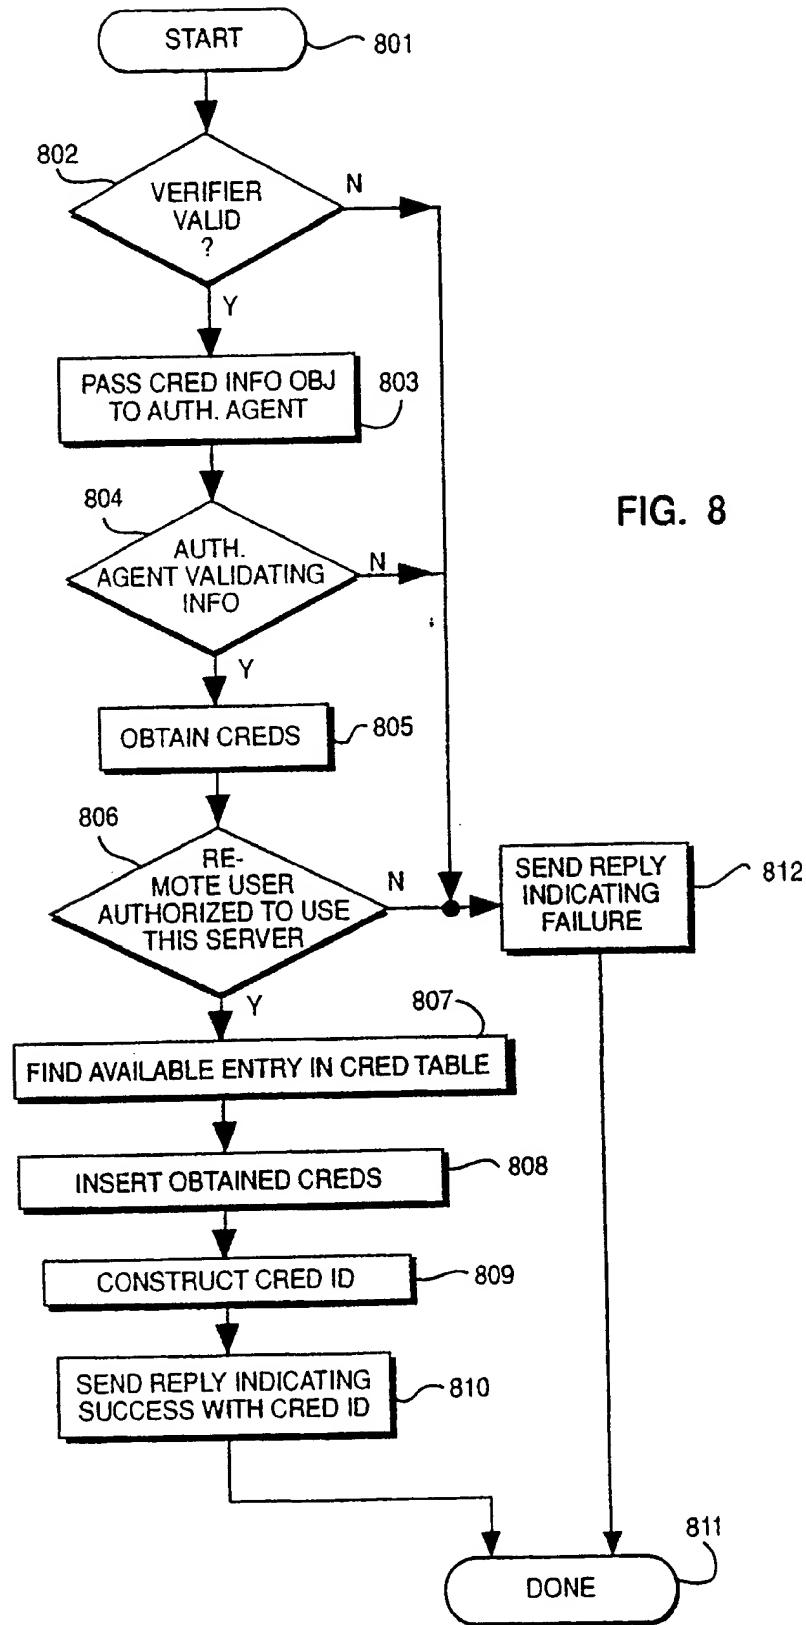 START
801
802
VERIFIER
VALID
?
N
Y
PASS CRED INFO OBJ
TO AUTH. AGENT
803
804
AUTH.
AGENT VALIDATING
INFO
N
FIG. 8
Y
OBTAIN CREDS
805
806
RE-
MOTE USER
AUTHORIZED TO USE
THIS SERVER
N
SEND REPLY
INDICATING
FAILURE
812
Y
807
FIND AVAILABLE ENTRY IN CRED TABLE
INSERT OBTAINED CREDS
808
CONSTRUCT CRED ID
809
SEND REPLY INDICATING
SUCCESS WITH CRED ID
810
811
DONE